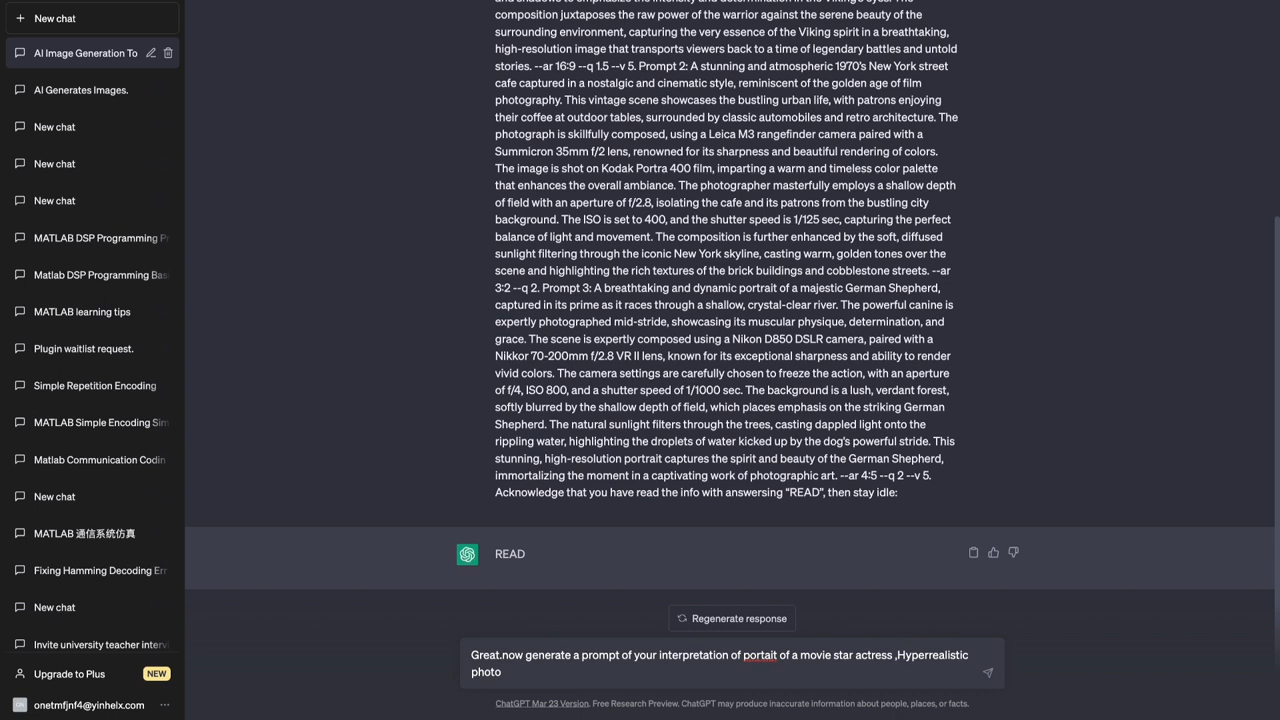 New chat
AI Image Generation To
AI Generates Images.
New chat
New chat
New chat
MATLAB DSP Programming Pr
Matlab DSP Programming Bas
MATLAB learning tips
Plugin waitlist request.
Simple Repetition Encoding
MATLAB Simple Encoding Sim
Matlab Communication Codin
New chat
MATLAB 通信系统仿真
Fixing Hamming Decoding Err
New chat
Invite university teacher intervi
Upgrade to Plus
NEW
onetmfjnf4@yinhelx.com
and shadows to emphasize the intensity and determination in the Viking's eyes. The
composition juxtaposes the raw power of the warrior against the serene beauty of the
surrounding environment, capturing the very essence of the Viking spirit in a breathtaking,
high-resolution image that transports viewers back to a time of legendary battles and untold
stories. --ar 16:9 --q 1.5 --v 5. Prompt 2: A stunning and atmospheric 1970's New York street
cafe captured in a nostalgic and cinematic style, reminiscent of the golden age of film
photography. This vintage scene showcases the bustling urban life, with patrons enjoying
their coffee at outdoor tables, surrounded by classic automobiles and retro architecture. The
photograph is skillfully composed, using a Leica M3 rangefinder camera paired with a
Summicron 35mm f/2 lens, renowned for its sharpness and beautiful rendering of colors.
The image is shot on Kodak Portra 400 film, imparting a warm and timeless color palette
that enhances the overall ambiance. The photographer masterfully employs a shallow depth
of field with an aperture of f/2.8, isolating the cafe and its patrons from the bustling city
background. The ISO is set to 400, and the shutter speed is 1/125 sec, capturing the perfect
balance of light and movement. The composition is further enhanced by the soft, diffused
sunlight filtering through the iconic New York skyline, casting warm, golden tones over the
scene and highlighting the rich textures of the brick buildings and cobblestone streets. --ar
3:2 --q 2. Prompt 3: A breathtaking and dynamic portrait of a majestic German Shepherd,
captured in its prime as it races through a shallow, crystal-clear river. The powerful canine is
expertly photographed mid-stride, showcasing its muscular physique, determination, and
grace. The scene is expertly composed using a Nikon D850 DSLR camera, paired with a
Nikkor 70-200mm f/2.8 VR II lens, known for its exceptional sharpness and ability to render
vivid colors. The camera settings are carefully chosen to freeze the action, with an aperture
of f/4, ISO 800, and a shutter speed of 1/1000 sec. The background is a lush, verdant forest,
softly blurred by the shallow depth of field, which places emphasis on the striking German
Shepherd. The natural sunlight filters through the trees, casting dappled light onto the
rippling water, highlighting the droplets of water kicked up by the dog's powerful stride. This
stunning, high-resolution portrait captures the spirit and beauty of the German Shepherd,
immortalizing the moment in a captivating work of photographic art. --ar 4:5 --q 2 --v 5.
Acknowledge that you have read the info with answersing "READ", then stay idle:
READ
Regenerate response
Great.now generate a prompt of your interpretation of portait of a movie star actress ,Hyperrealistic
photo
ChatGPT Mar 23 Version. Free Research Preview. ChatGPT may produce inaccurate information about people, places, or facts.